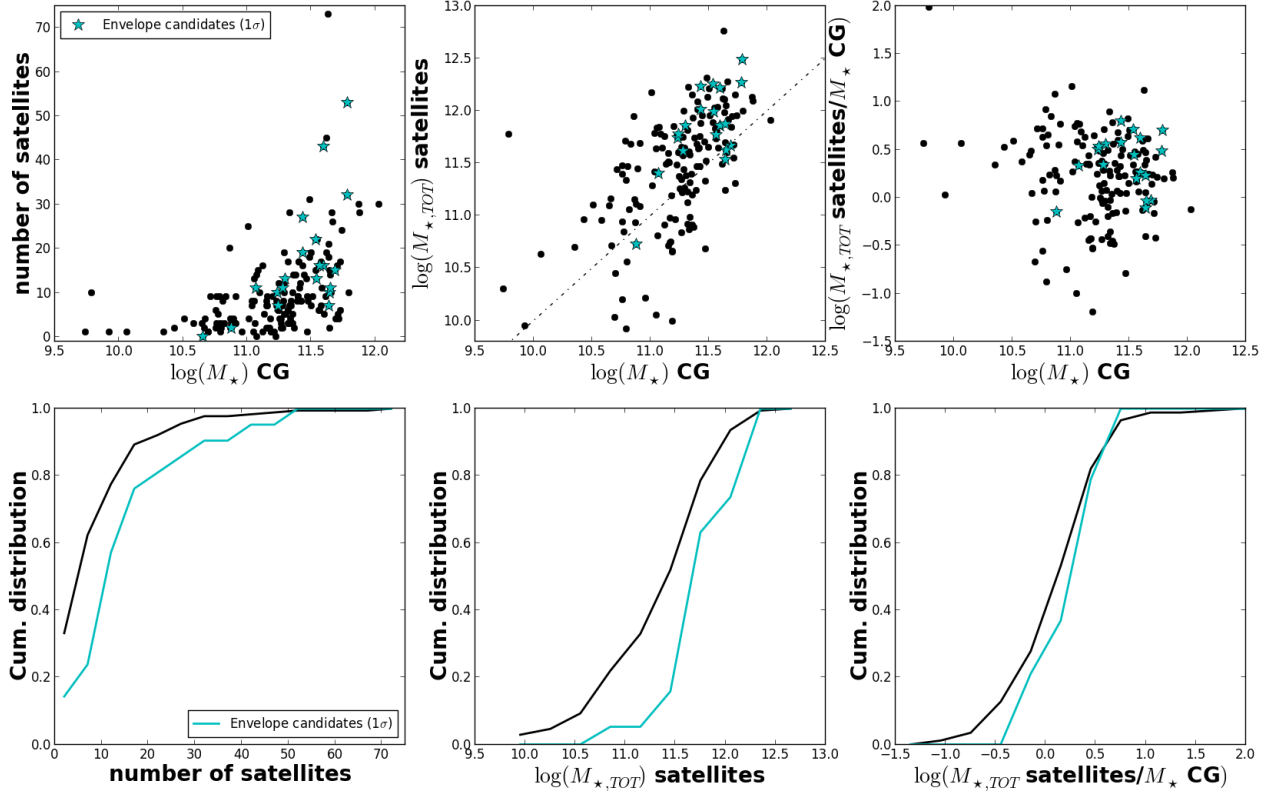 Envelope candidates (1σ)
number of satellites
70
60
50
40
30
20
10
0
9.5 10.0 10.5 11.0 11.5 12.0
log(M⋆) CG
log(M⋆,TOT) satellites
13.0
12.5
12.0
11.5
11.0
10.5
10.0
9.5 10.0 10.5 11.0 11.5 12.0 12.5
log(M⋆) CG
log(M⋆,TOT) satellites/M⋆ CG)
2.0
1.5
1.0
0.5
0.0
−0.5
−1.0
−1.5
9.5 10.0 10.5 11.0 11.5 12.0 12.5
log(M⋆) CG
Cum. distribution
1.0
0.8
0.6
0.4
0.2
0.0
Envelope candidates (1σ)
0 10 20 30 40 50 60 70
number of satellites
Cum. distribution
1.0
0.8
0.6
0.4
0.2
0.0
9.5 10.0 10.5 11.0 11.5 12.0 12.5 13.0
log(M⋆,TOT) satellites
Cum. distribution
1.0
0.8
0.6
0.4
0.2
0.0
−1.5 −1.0 −0.5 0.0 0.5 1.0 1.5 2.0
log(M⋆,TOT satellites/M⋆ CG)